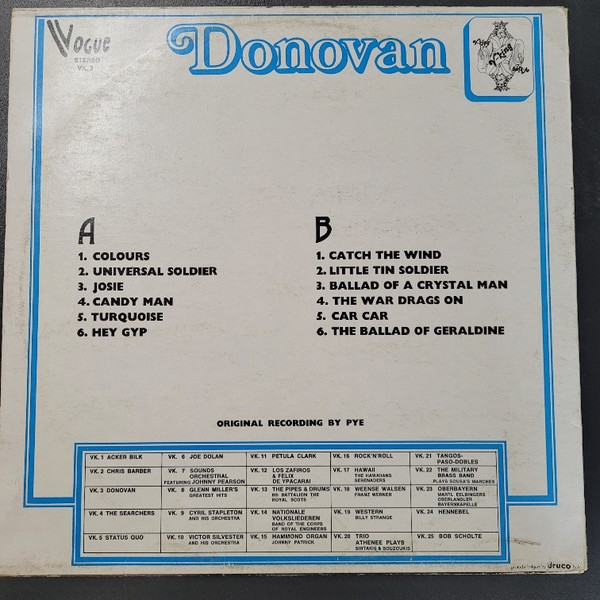 Vogue
STEREO
VK.3
Donovan
A
1. COLOURS
2. UNIVERSAL SOLDIER
3. JOSIE
4. CANDY MAN
5. TURQUOISE
6. HEY GYP
B
1. CATCH THE WIND
2. LITTLE TIN SOLDIER
3. BALLAD OF A CRYSTAL MAN
4. THE WAR DRAGS ON
5. CAR CAR
6. THE BALLAD OF GERALDINE
ORIGINAL RECORDING BY PYE
VK. 1 ACKER BILK
VK. 2 CHRIS BARBER
VK. 3 DONOVAN
VK. 4 THE SEARCHERS
VK. 5 STATUS QUO
VK. 6 JOE DOLAN
VK. 7 SOUNDS
ORCHESTRAL
FEATURING JOHNNY PEARSON
VK. 8 GLENN MILLER'S
GREATEST HITS
VK. 9 CYRIL STAPLETON
AND HIS ORCHESTRA
VK. 10 VICTOR SILVESTER
AND HIS ORCHESTRA
VK. 11 PETULA CLARK
VK. 12 LOS ZAFIROS
& FELIX
DE YPACARAI
VK. 13 THE PIPES & DRUMS
8th BATTALION THE
ROYAL SCOTS
VK. 14 NATIONALE
VOLKSLIEDEREN
BAND OF THE CORPS
OF ROYAL ENGINEERS
VK. 15 HAMMOND ORGAN
JOHNNY PATRICK
VK. 16 ROCK'N'ROLL
VK. 17 HAWAII
THE HAWAIIANS
SERENADERS
VK. 18 WEENSE WALSEN
FRANZ WERNER
VK. 19 WESTERN
BILLY STRANGE
VK. 20 TRIO
ATHENEE PLAYS
SIRTAKIS & BOUZOUKIS
VK. 21 TANGOS-
PASO-DOBLES
VK. 22 THE MILITARY
BRASS BAND
PLAYS SOUSA'S MARCHES
VK. 23 OBERBAYERN
OBERLANDLER
BAYERNKAPELLE
VK. 24 HENNEBEL
VK. 25 BOB SCHOLTE
druco